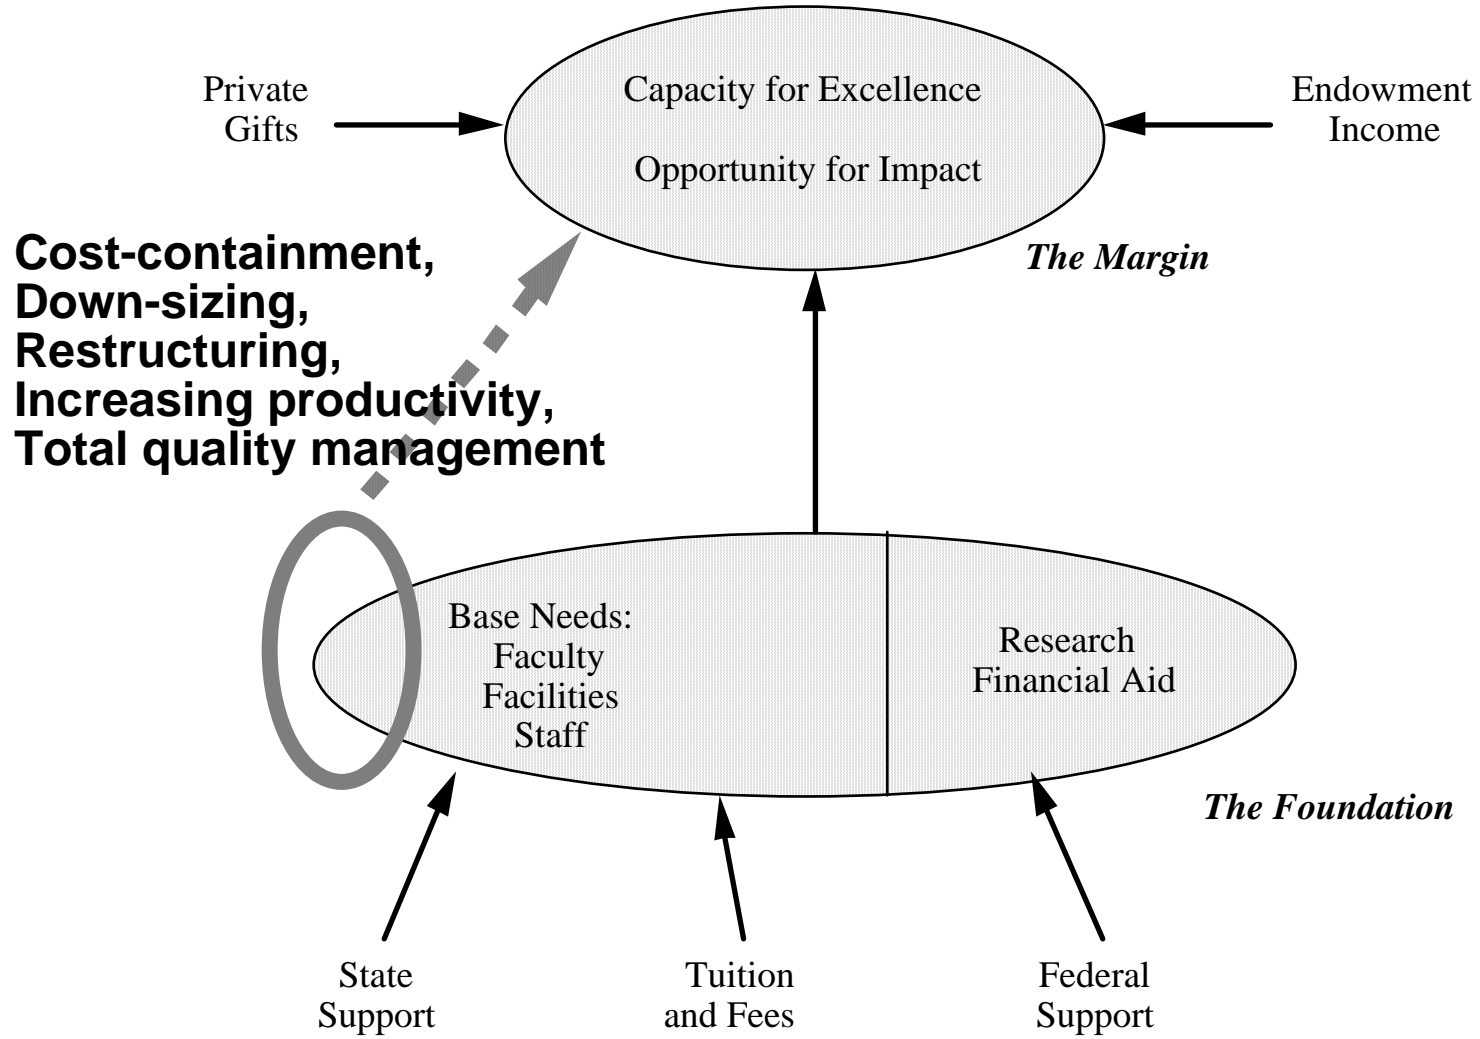 Private
Gifts
Capacity for Excellence
Opportunity for Impact
Endowment
Income
The Margin
Cost-containment,
Down-sizing,
Restructuring,
Increasing productivity,
Total quality management
Base Needs:
Faculty
Facilities
Staff
Research
Financial Aid
The Foundation
State
Support
Tuition
and Fees
Federal
Support